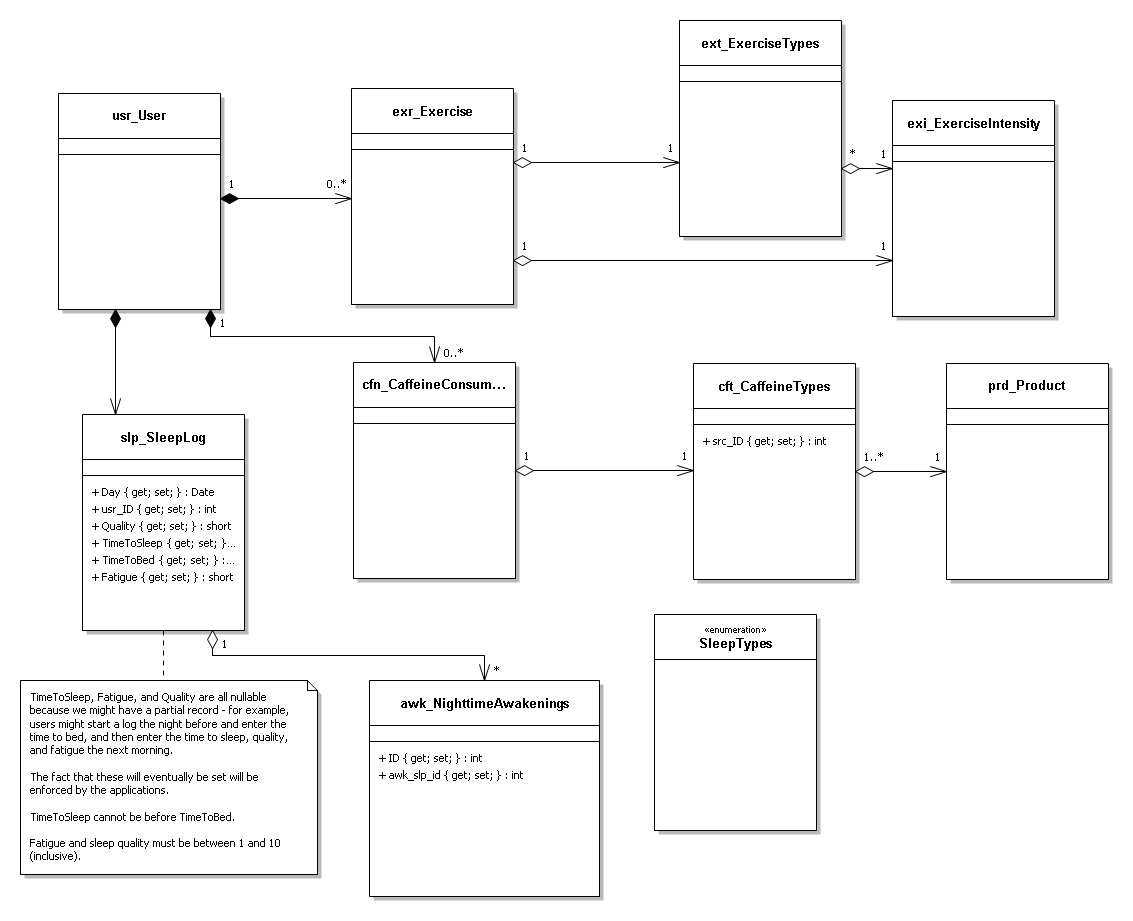 ext_ExerciseTypes
usr_User
exr_Exercise
exi_ExerciseIntensity
1
1
*
1
1
0..*
1
1
1
0..*
cfn_CaffeineConsum...
cft_CaffeineTypes
prd_Product
slp_SleepLog
+ src_ID { get; set; } : int
1
1
1..*
1
+ Day { get; set; } : Date
+ usr_ID { get; set; } : int
+ Quality { get; set; } : short
+ TimeToSleep { get; set; }...
+ TimeToBed { get; set; } :...
+ Fatigue { get; set; } : short
«enumeration»
SleepTypes
1
*
TimeToSleep, Fatigue, and Quality are all nullable
because we might have a partial record - for example,
users might start a log the night before and enter the
time to bed, and then enter the time to sleep, quality,
and fatigue the next morning.
The fact that these will eventually be set will be
enforced by the applications.
TimeToSleep cannot be before TimeToBed.
Fatigue and sleep quality must be between 1 and 10
(inclusive).
awk_NighttimeAwakenings
+ ID { get; set; } : int
+ awk_slp_id { get; set; } : int